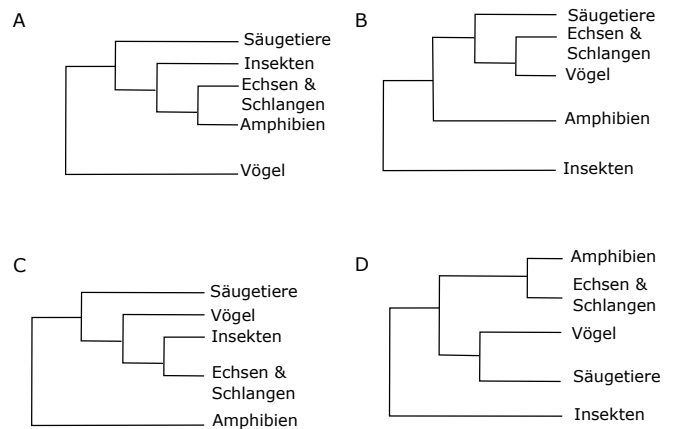 A
Säugetiere
Insekten
Echsen &
Schlangen
Amphibien
Vögel
B
Säugetiere
Echsen &
Schlangen
Vögel
Amphibien
Insekten
C
Säugetiere
Vögel
Insekten
Echsen &
Schlangen
Amphibien
D
Amphibien
Echsen &
Schlangen
Vögel
Säugetiere
Insekten